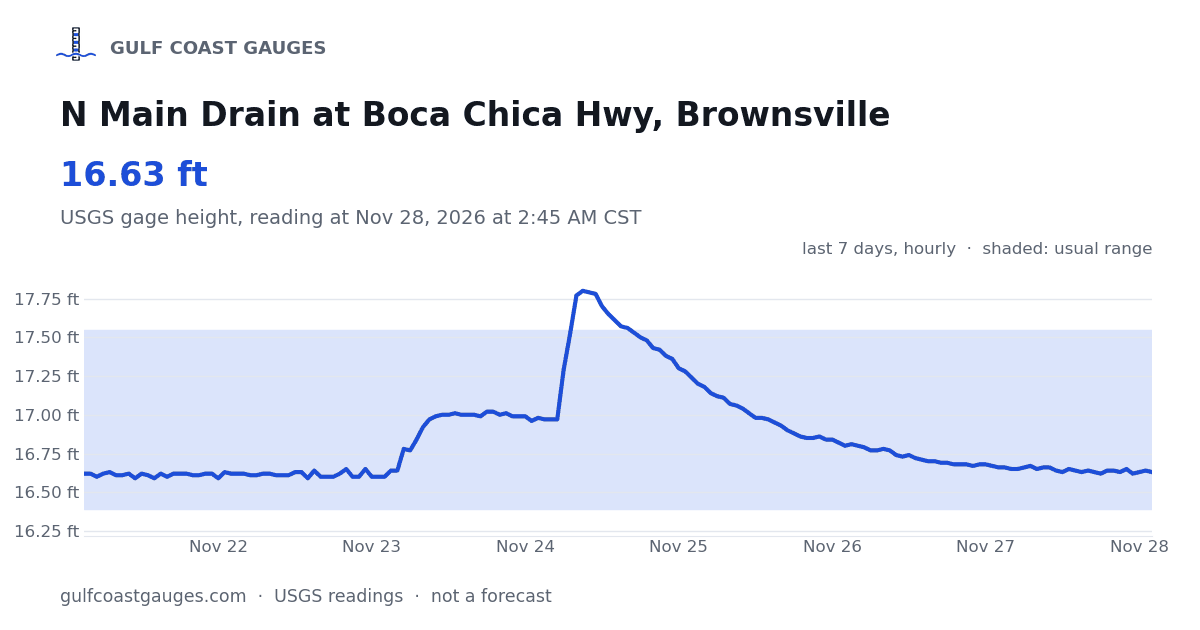 GULF COAST GAUGES
N Main Drain at Boca Chica Hwy, Brownsville
16.63 ft
USGS gage height, reading at Nov 28, 2026 at 2:45 AM CST
last 7 days, hourly · shaded: usual range
17.75 ft
17.50 ft
17.25 ft
17.00 ft
16.75 ft
16.50 ft
16.25 ft
Nov 22 Nov 23 Nov 24 Nov 25 Nov 26 Nov 27 Nov 28
gulfcoastgauges.com · USGS readings · not a forecast